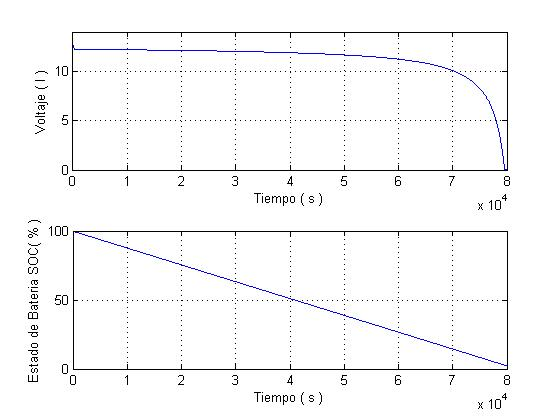 Voltaje ( l )
10
5
0
0 1 2 3 4 5 6 7 8
Tiempo ( s )
x 10^4
Estado de Bateria SOC( % )
100
50
0
0 1 2 3 4 5 6 7 8
Tiempo ( s )
x 10^4